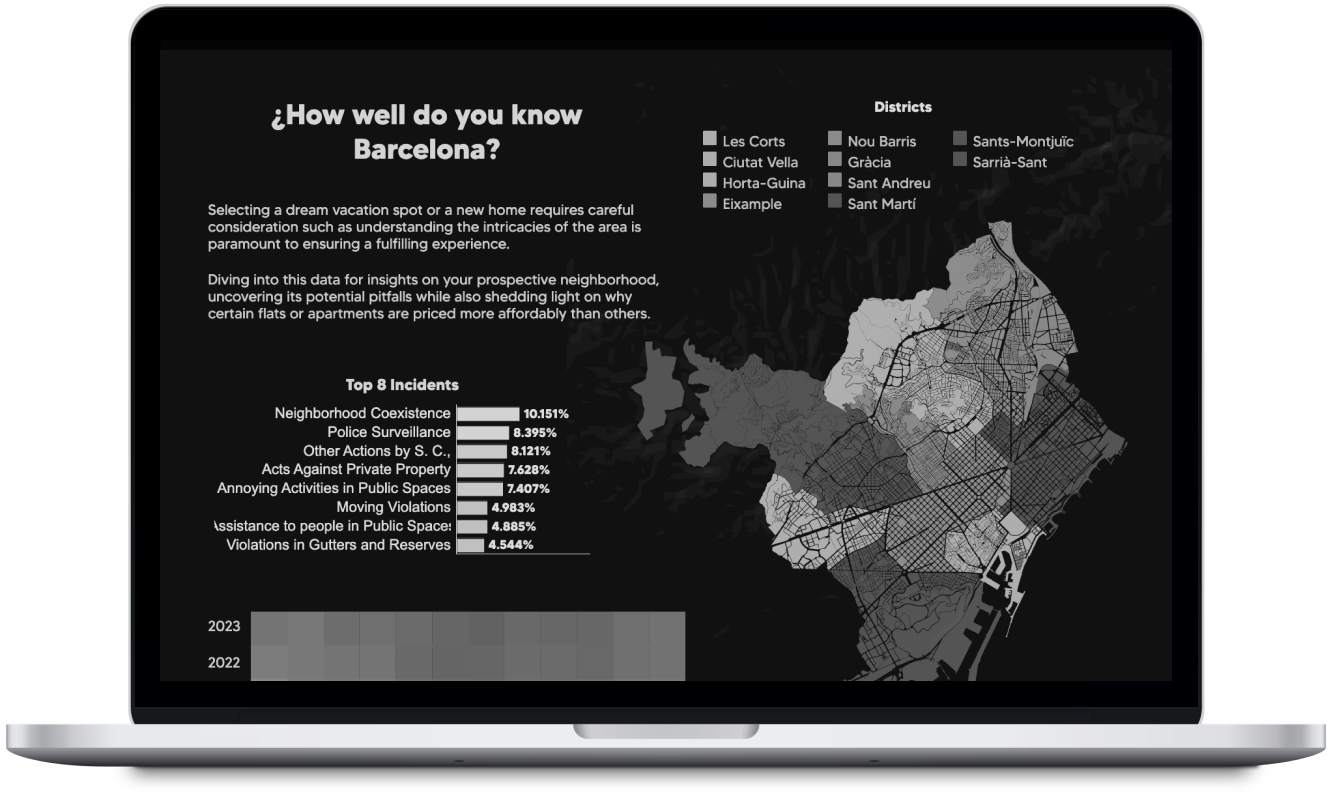 ¿How well do you know
Barcelona?
Selecting a dream vacation spot or a new home requires careful
consideration such as understanding the intricacies of the area is
paramount to ensuring a fulfilling experience.
Diving into this data for insights on your prospective neighborhood,
uncovering its potential pitfalls while also shedding light on why
certain flats or apartments are priced more affordably than others.
Top 8 Incidents
Neighborhood Coexistence 10.151%
Police Surveillance 8.395%
Other Actions by S. C., 8.121%
Acts Against Private Property 7.628%
Annoying Activities in Public Spaces 7.407%
Moving Violations 4.983%
Assistance to people in Public Spaces 4.885%
Violations in Gutters and Reserves 4.544%
2023
2022
Districts
Les Corts
Ciutat Vella
Horta-Guina
Eixample
Nou Barris
Gràcia
Sant Andreu
Sant Martí
Sants-Montjuïc
Sarrià-Sant